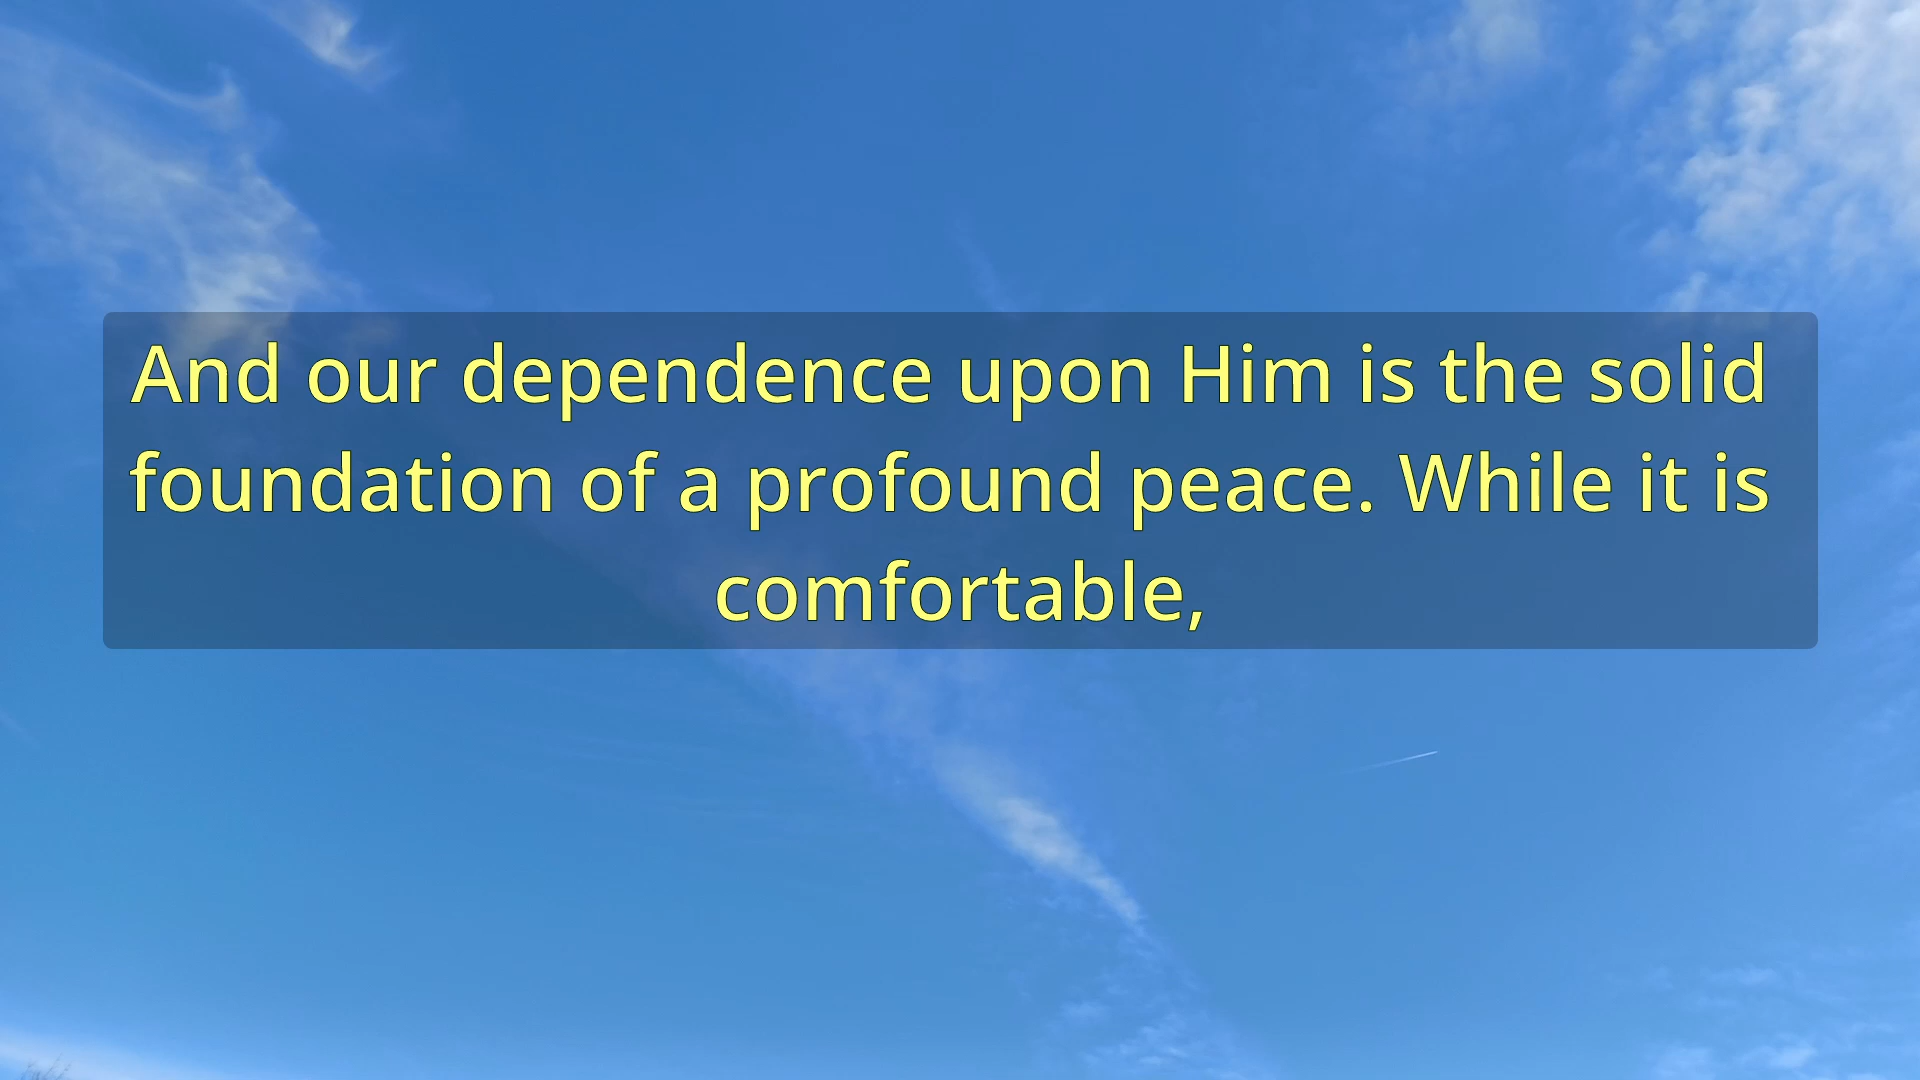 And our dependence upon Him is the solid
foundation of a profound peace. While it is
comfortable,